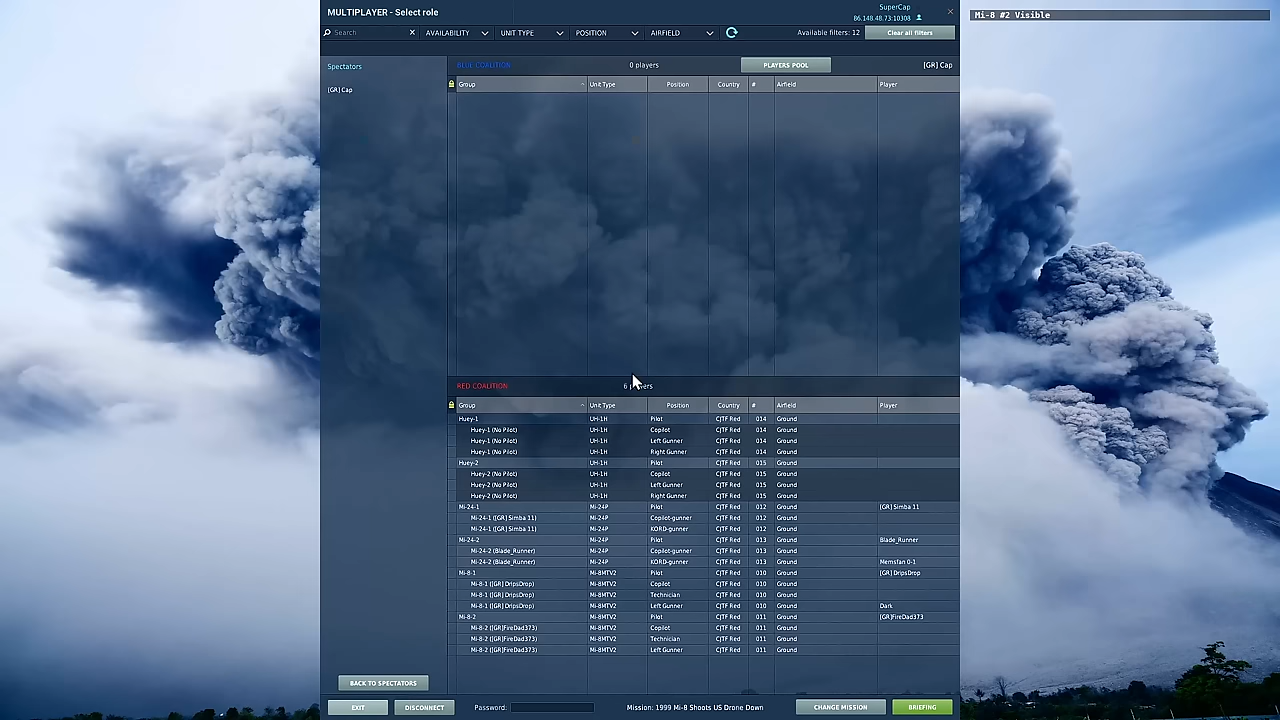 MULTIPLAYER - Select role
SuperCap
86.148.48.73:10308
Mi-8 #2 Visible
Search
AVAILABILITY
UNIT TYPE
POSITION
AIRFIELD
Available filters: 12
Clear all filters
Spectators
[GR] Cap
BLUE COALITION 0 players PLAYERS POOL [GR] Cap
Group Unit Type Position Country # Airfield Player
RED COALITION 6
Group Unit Type Position Country # Airfield Player
Huey-1 UH-1H Pilot CJTF Red 014 Ground
Huey-1 (No Pilot) UH-1H Copilot CJTF Red 014 Ground
Huey-1 (No Pilot) UH-1H Left Gunner CJTF Red 014 Ground
Huey-1 (No Pilot) UH-1H Right Gunner CJTF Red 014 Ground
Huey-2 UH-1H Pilot CJTF Red 015 Ground
Huey-2 (No Pilot) UH-1H Copilot CJTF Red 015 Ground
Huey-2 (No Pilot) UH-1H Left Gunner CJTF Red 015 Ground
Huey-2 (No Pilot) UH-1H Right Gunner CJTF Red 015 Ground
Mi-24-1 Mi-24P Pilot CJTF Red 012 Ground [GR] Simba 11
Mi-24-1 ([GR] Simba 11) Mi-24P Copilot-gunner CJTF Red 012 Ground
Mi-24-1 ([GR] Simba 11) Mi-24P KORD-gunner CJTF Red 012 Ground
Mi-24-2 Mi-24P Pilot CJTF Red 013 Ground Blade_Runner
Mi-24-2 (Blade_Runner) Mi-24P Copilot-gunner CJTF Red 013 Ground
Mi-24-2 (Blade_Runner) Mi-24P KORD-gunner CJTF Red 013 Ground Memsfan 0-1
Mi-8-1 Mi-8MTV2 Pilot CJTF Red 010 Ground [GR] DripsDrop
Mi-8-1 ([GR] DripsDrop) Mi-8MTV2 Copilot CJTF Red 010 Ground
Mi-8-1 ([GR] DripsDrop) Mi-8MTV2 Technician CJTF Red 010 Ground
Mi-8-1 ([GR] DripsDrop) Mi-8MTV2 Left Gunner CJTF Red 010 Ground Dark
Mi-8-2 Mi-8MTV2 Pilot CJTF Red 011 Ground [GR]FireDad373
Mi-8-2 ([GR]FireDad373) Mi-8MTV2 Copilot CJTF Red 011 Ground
Mi-8-2 ([GR]FireDad373) Mi-8MTV2 Technician CJTF Red 011 Ground
Mi-8-2 ([GR]FireDad373) Mi-8MTV2 Left Gunner CJTF Red 011 Ground
BACK TO SPECTATORS
EXIT DISCONNECT Password: Mission: 1999 Mi-8 Shoots US Drone Down CHANGE MISSION BRIEFING